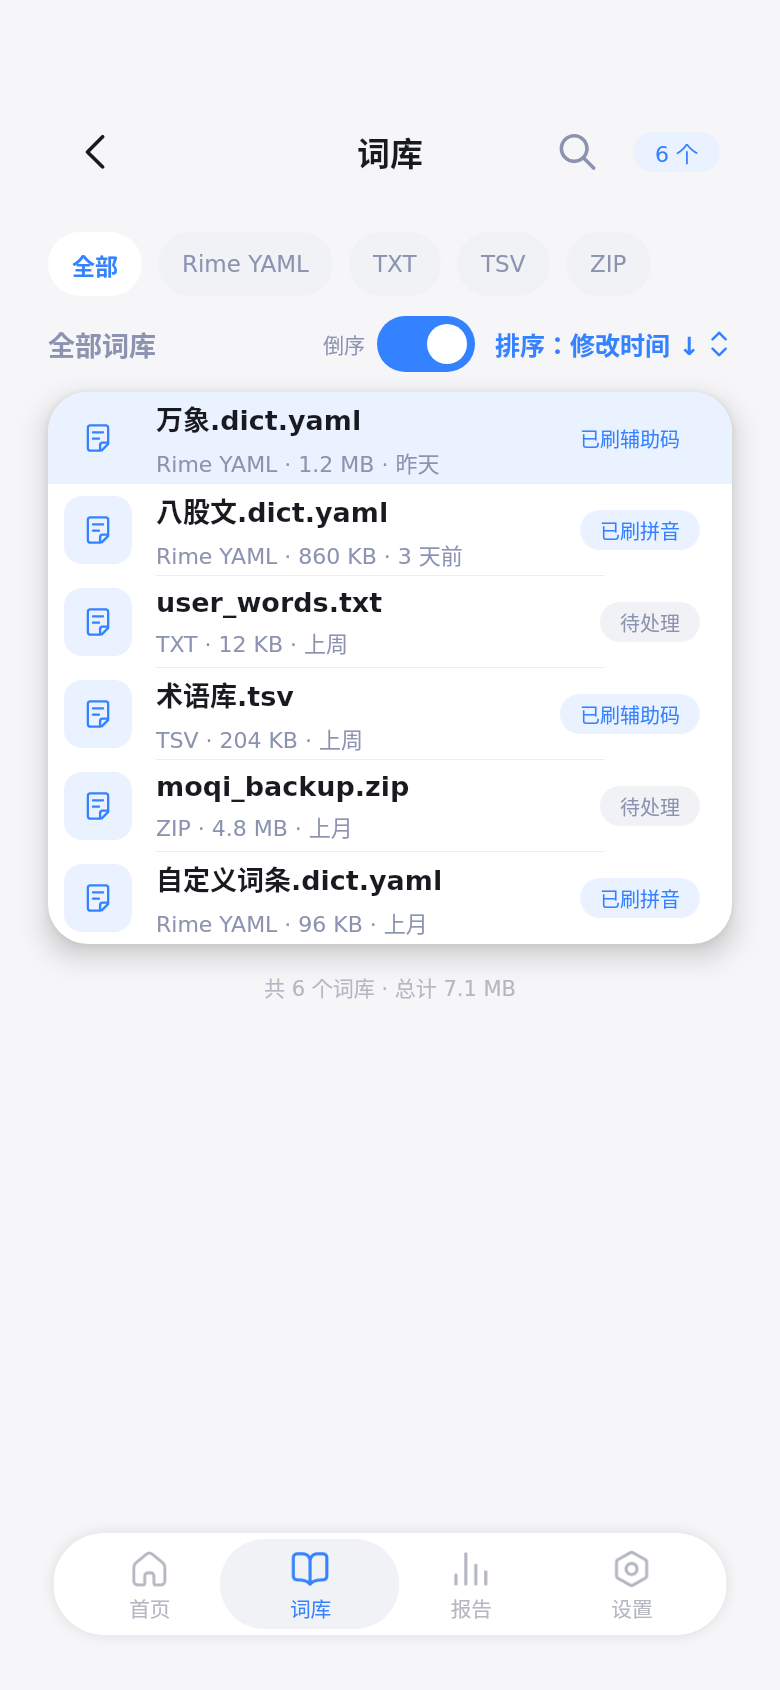 词库
6 个
全部 Rime YAML TXT TSV ZIP
全部词库 倒序 排序：修改时间 ↓
万象.dict.yaml
已刷辅助码
Rime YAML · 1.2 MB · 昨天
八股文.dict.yaml
已刷拼音
Rime YAML · 860 KB · 3 天前
user_words.txt
待处理
TXT · 12 KB · 上周
术语库.tsv
已刷辅助码
TSV · 204 KB · 上周
moqi_backup.zip
待处理
ZIP · 4.8 MB · 上月
自定义词条.dict.yaml
已刷拼音
Rime YAML · 96 KB · 上月
共 6 个词库 · 总计 7.1 MB
首页 词库 报告 设置